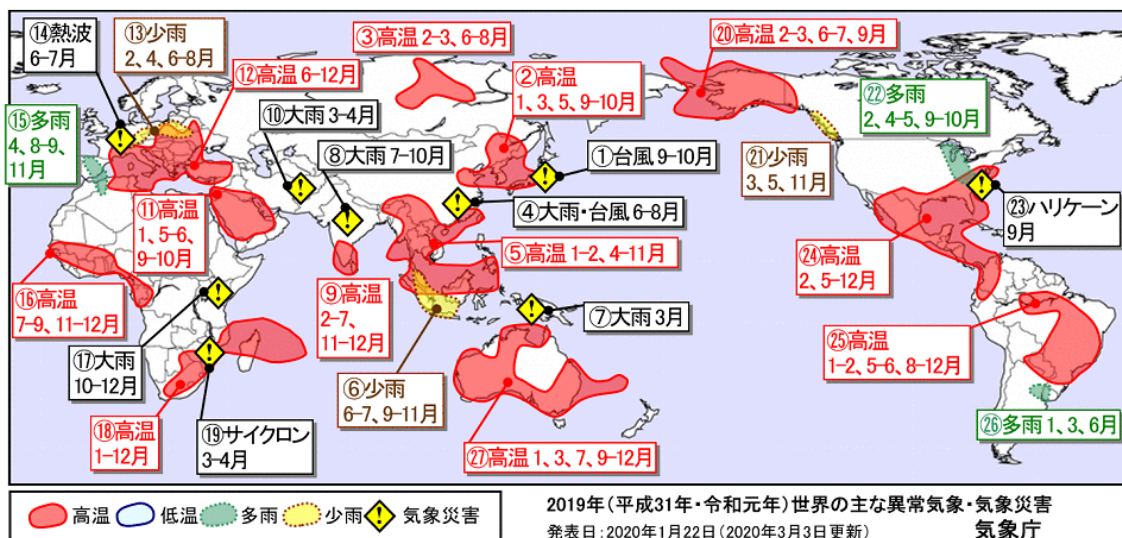 ⑭熱波
6-7月
⑬少雨
2、4、6-8月
③高温 2-3、6-8月
⑳高温 2-3、6-7、9月
⑫高温 6-12月
②高温
1、3、5、9-10月
㉒多雨
2、4-5、9-10月
⑮多雨
4、8-9、
11月
⑩大雨 3-4月
⑧大雨 7-10月
①台風 9-10月
㉑少雨
3、5、11月
④大雨・台風 6-8月
㉓ハリケーン
9月
⑪高温
1、5-6、
9-10月
⑤高温 1-2、4-11月
㉔高温
2、5-12月
⑯高温
7-9、11-12月
⑨高温
2-7、
11-12月
⑦大雨 3月
㉕高温
1-2、5-6、8-12月
⑰大雨
10-12月
⑥少雨
6-7、9-11月
⑱高温
1-12月
⑲サイクロン
3-4月
㉗高温 1、3、7、9-12月
㉖多雨 1、3、6月
高温 低温 多雨 少雨 気象災害
2019年(平成31年・令和元年)世界の主な異常気象・気象災害
発表日:2020年1月22日(2020年3月3日更新) 気象庁